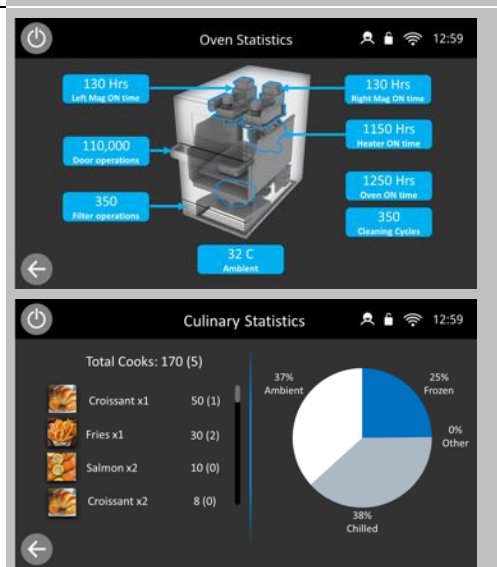 Oven Statistics
12:59
130 Hrs
Left Mag ON time
130 Hrs
Right Mag ON time
1150 Hrs
Heater ON time
110,000
Door operations
1250 Hrs
Oven ON time
350
Filter operations
350
Cleaning Cycles
32 C
Ambient
Culinary Statistics
12:59
Total Cooks: 170 (5)
Croissant x1 50 (1)
Fries x1 30 (2)
Salmon x2 10 (0)
Croissant x2 8 (0)
37%
Ambient
25%
Frozen
0%
Other
38%
Chilled